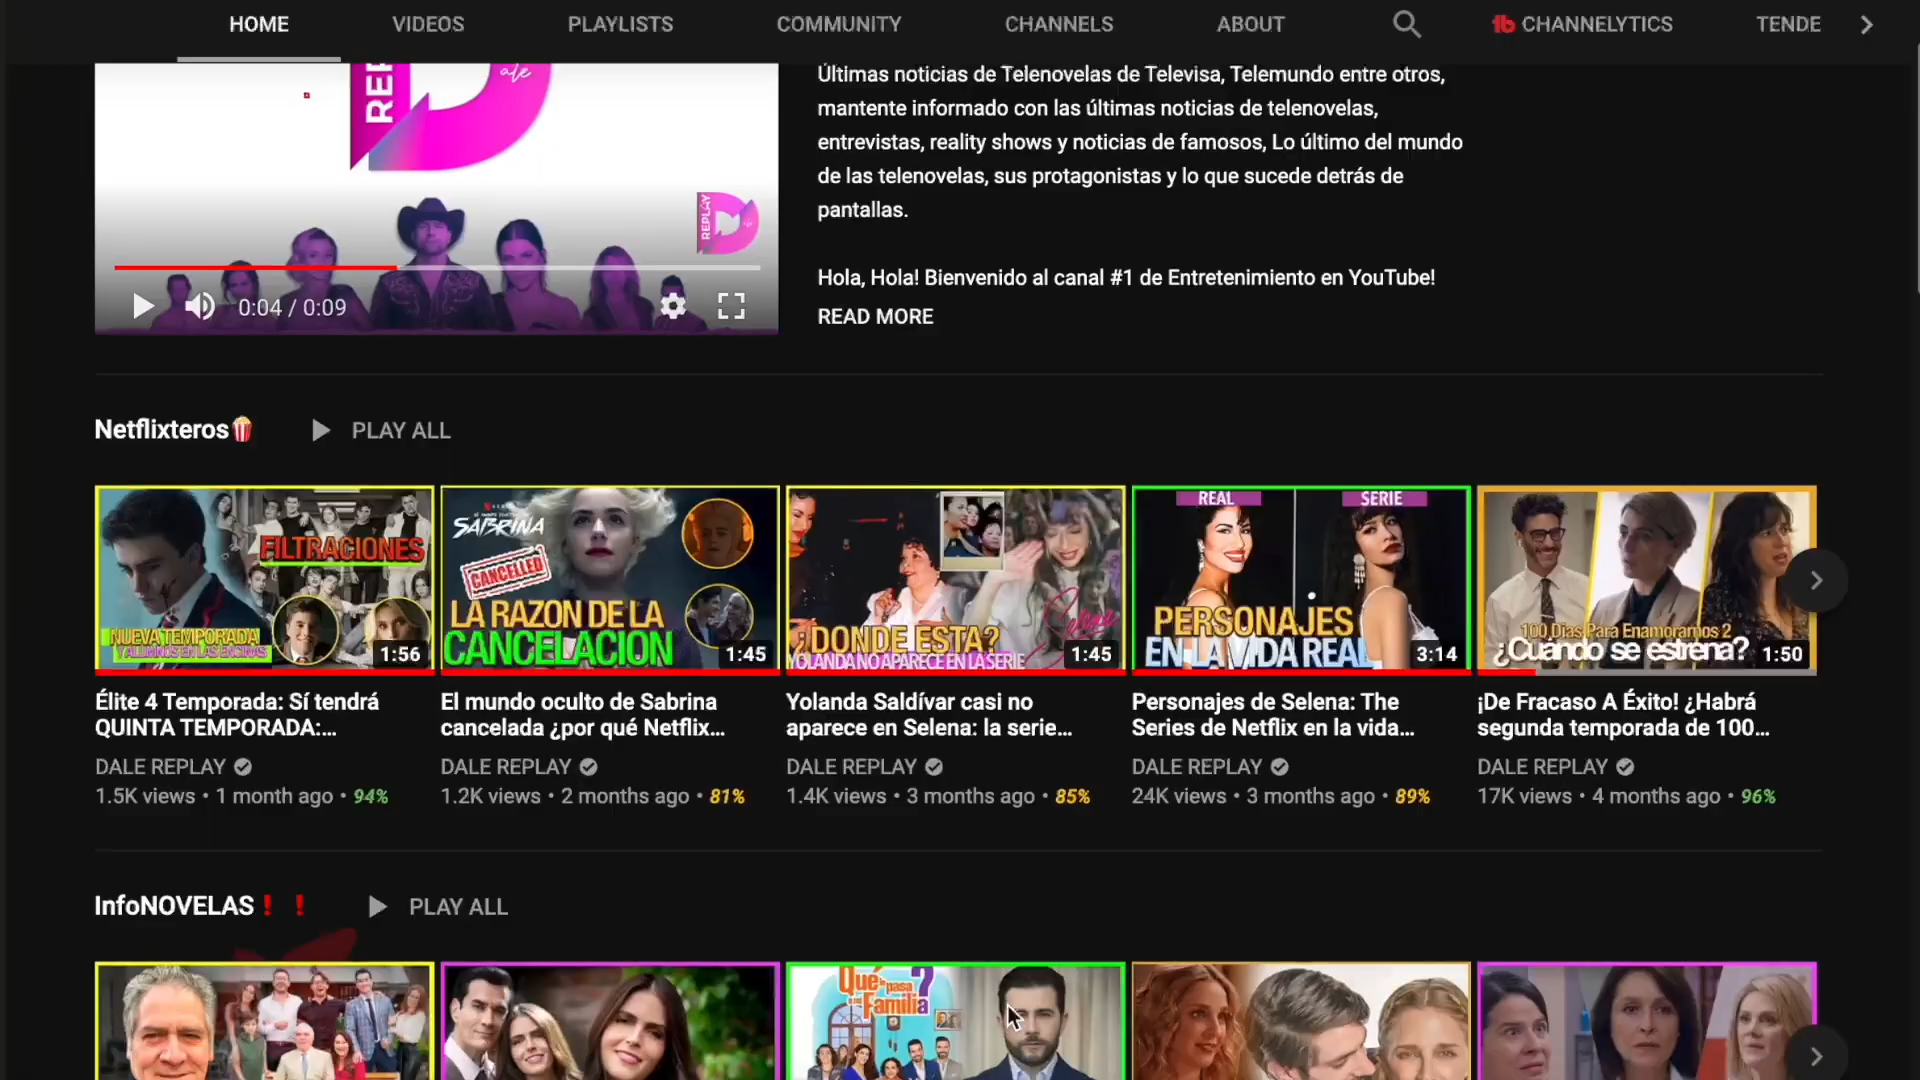 HOME
VIDEOS
PLAYLISTS
COMMUNITY
CHANNELS
ABOUT
CHANNELYTICS
TENDE
REPLAY
ale
Últimas noticias de Telenovelas de Televisa, Telemundo entre otros,
mantente informado con las últimas noticias de telenovelas,
entrevistas, reality shows y noticias de famosos, Lo último del mundo
de las telenovelas, sus protagonistas y lo que sucede detrás de
pantallas.
Hola, Hola! Bienvenido al canal #1 de Entretenimiento en YouTube!
READ MORE
0:04 / 0:09
Netflixteros🍿
PLAY ALL
FILTRACIONES
NUEVA TEMPORADA
Y ALUMNOS EN LAS ENCINAS
1:56
SABRINA
CANCELLED
LA RAZON DE LA
CANCELACION
1:45
¿DONDE ESTA?
YOLANDA NO APARECE EN LA SERIE
Selena
1:45
REAL
SERIE
PERSONAJES
EN LA VIDA REAL
3:14
100 Dias Para Enamorarnos 2
¿Cuándo se estrena?
1:50
Élite 4 Temporada: Sí tendrá
QUINTA TEMPORADA:...
DALE REPLAY
1.5K views • 1 month ago • 94%
El mundo oculto de Sabrina
cancelada ¿por qué Netflix...
DALE REPLAY
1.2K views • 2 months ago • 81%
Yolanda Saldívar casi no
aparece en Selena: la serie...
DALE REPLAY
1.4K views • 3 months ago • 85%
Personajes de Selena: The
Series de Netflix en la vida...
DALE REPLAY
24K views • 3 months ago • 89%
¡De Fracaso A Éxito! ¿Habrá
segunda temporada de 100...
DALE REPLAY
17K views • 4 months ago • 96%
InfoNOVELAS❗❗
PLAY ALL
Qué le pasa
a mi Familia?